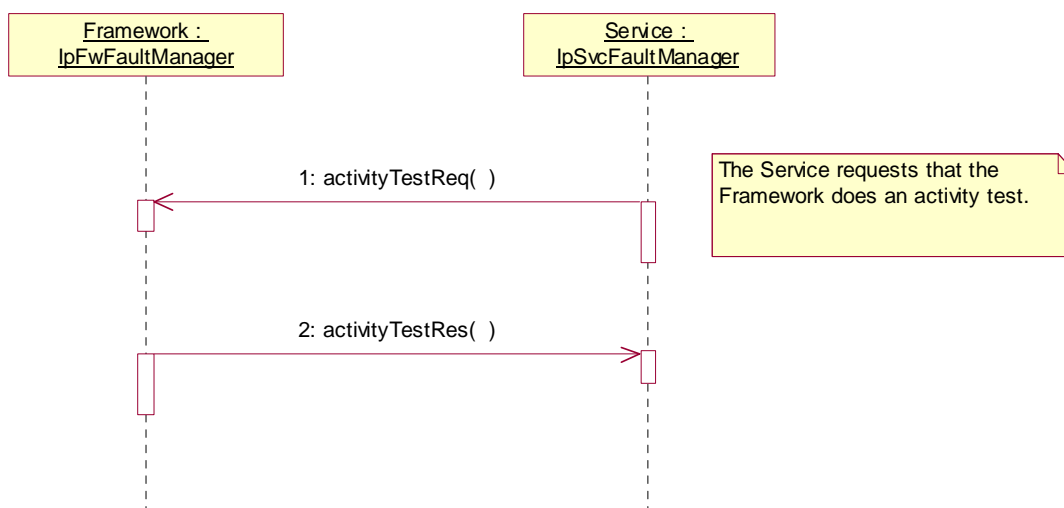 Framework :
IpFwFaultManager
Service :
IpSvcFaultManager
1: activityTestReq( )
The Service requests that the
Framework does an activity test.
2: activityTestRes( )